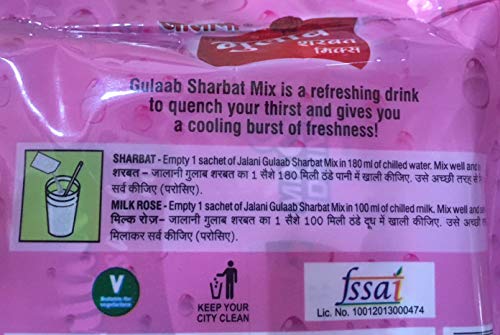 जालानी
गुलाब
शरबत
मिक्स
Gulaab Sharbat Mix is a refreshing drink
to quench your thirst and gives you
a cooling burst of freshness!
SHARBAT - Empty 1 sachet of Jalani Gulaab Sharbat Mix in 180 ml of chilled water. Mix well and
शरबत – जालानी गुलाब शरबत का 1 सैशे 180 मिली ठंडे पानी में खाली कीजिए. उसे अच्छी तरह से
सर्व कीजिए (परोसिए).
MILK ROSE - Empty 1 sachet of Jalani Gulaab Sharbat Mix in 100 ml of chilled milk. Mix well and
मिल्क रोज़ – जालानी गुलाब शरबत का 1 सैशे 100 मिली ठंडे दूध में खाली कीजिए. उसे अच्छी
मिलाकर सर्व कीजिए (परोसिए).
V
Suitable for
vegetarians
KEEP YOUR
CITY CLEAN
fssai
Lic. No. 10012013000474